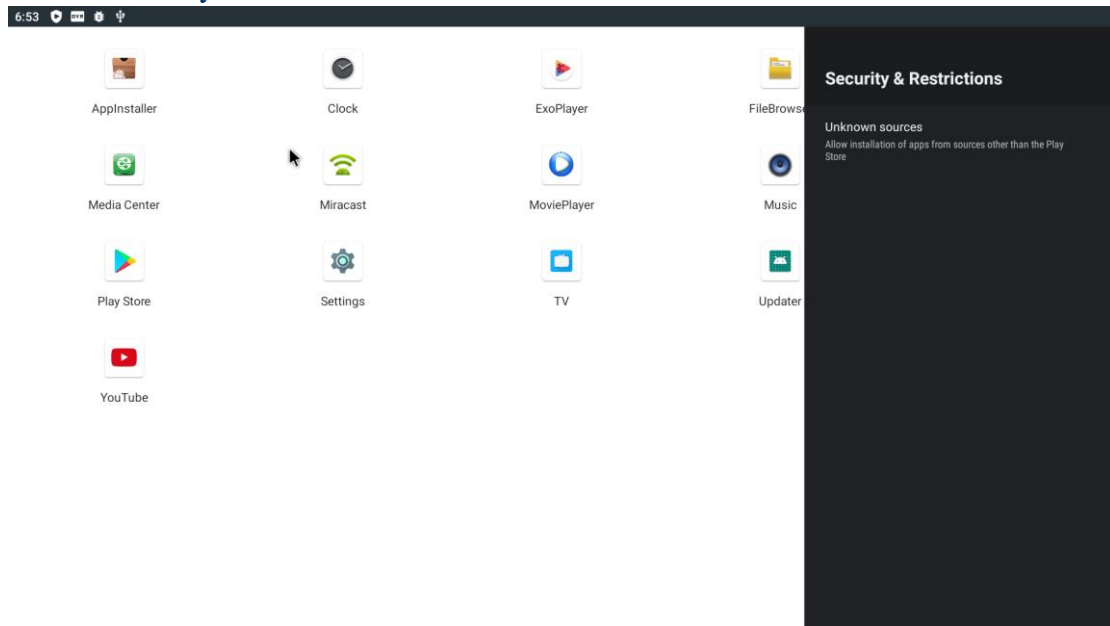 6:53
AppInstaller
Clock
ExoPlayer
FileBrowse
Security & Restrictions
Unknown sources
Allow installation of apps from sources other than the Play
Store
Media Center
Miracast
MoviePlayer
Music
Play Store
Settings
TV
Updater
YouTube